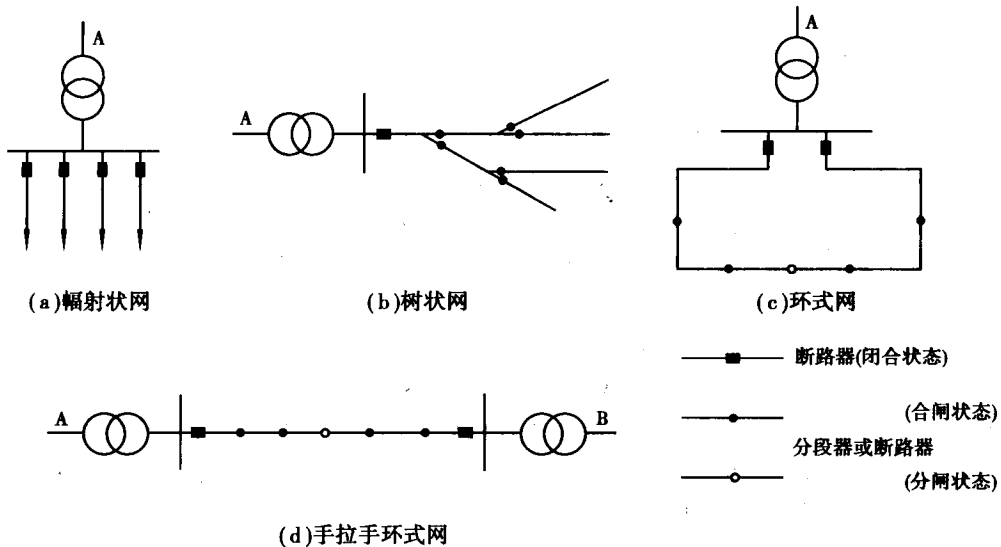 A
A
A
(a)幅射状网
(b)树状网
(c)环式网
断路器(闭合状态)
(合闸状态)
分段器或断路器
(分闸状态)
A
B
(d)手拉手环式网